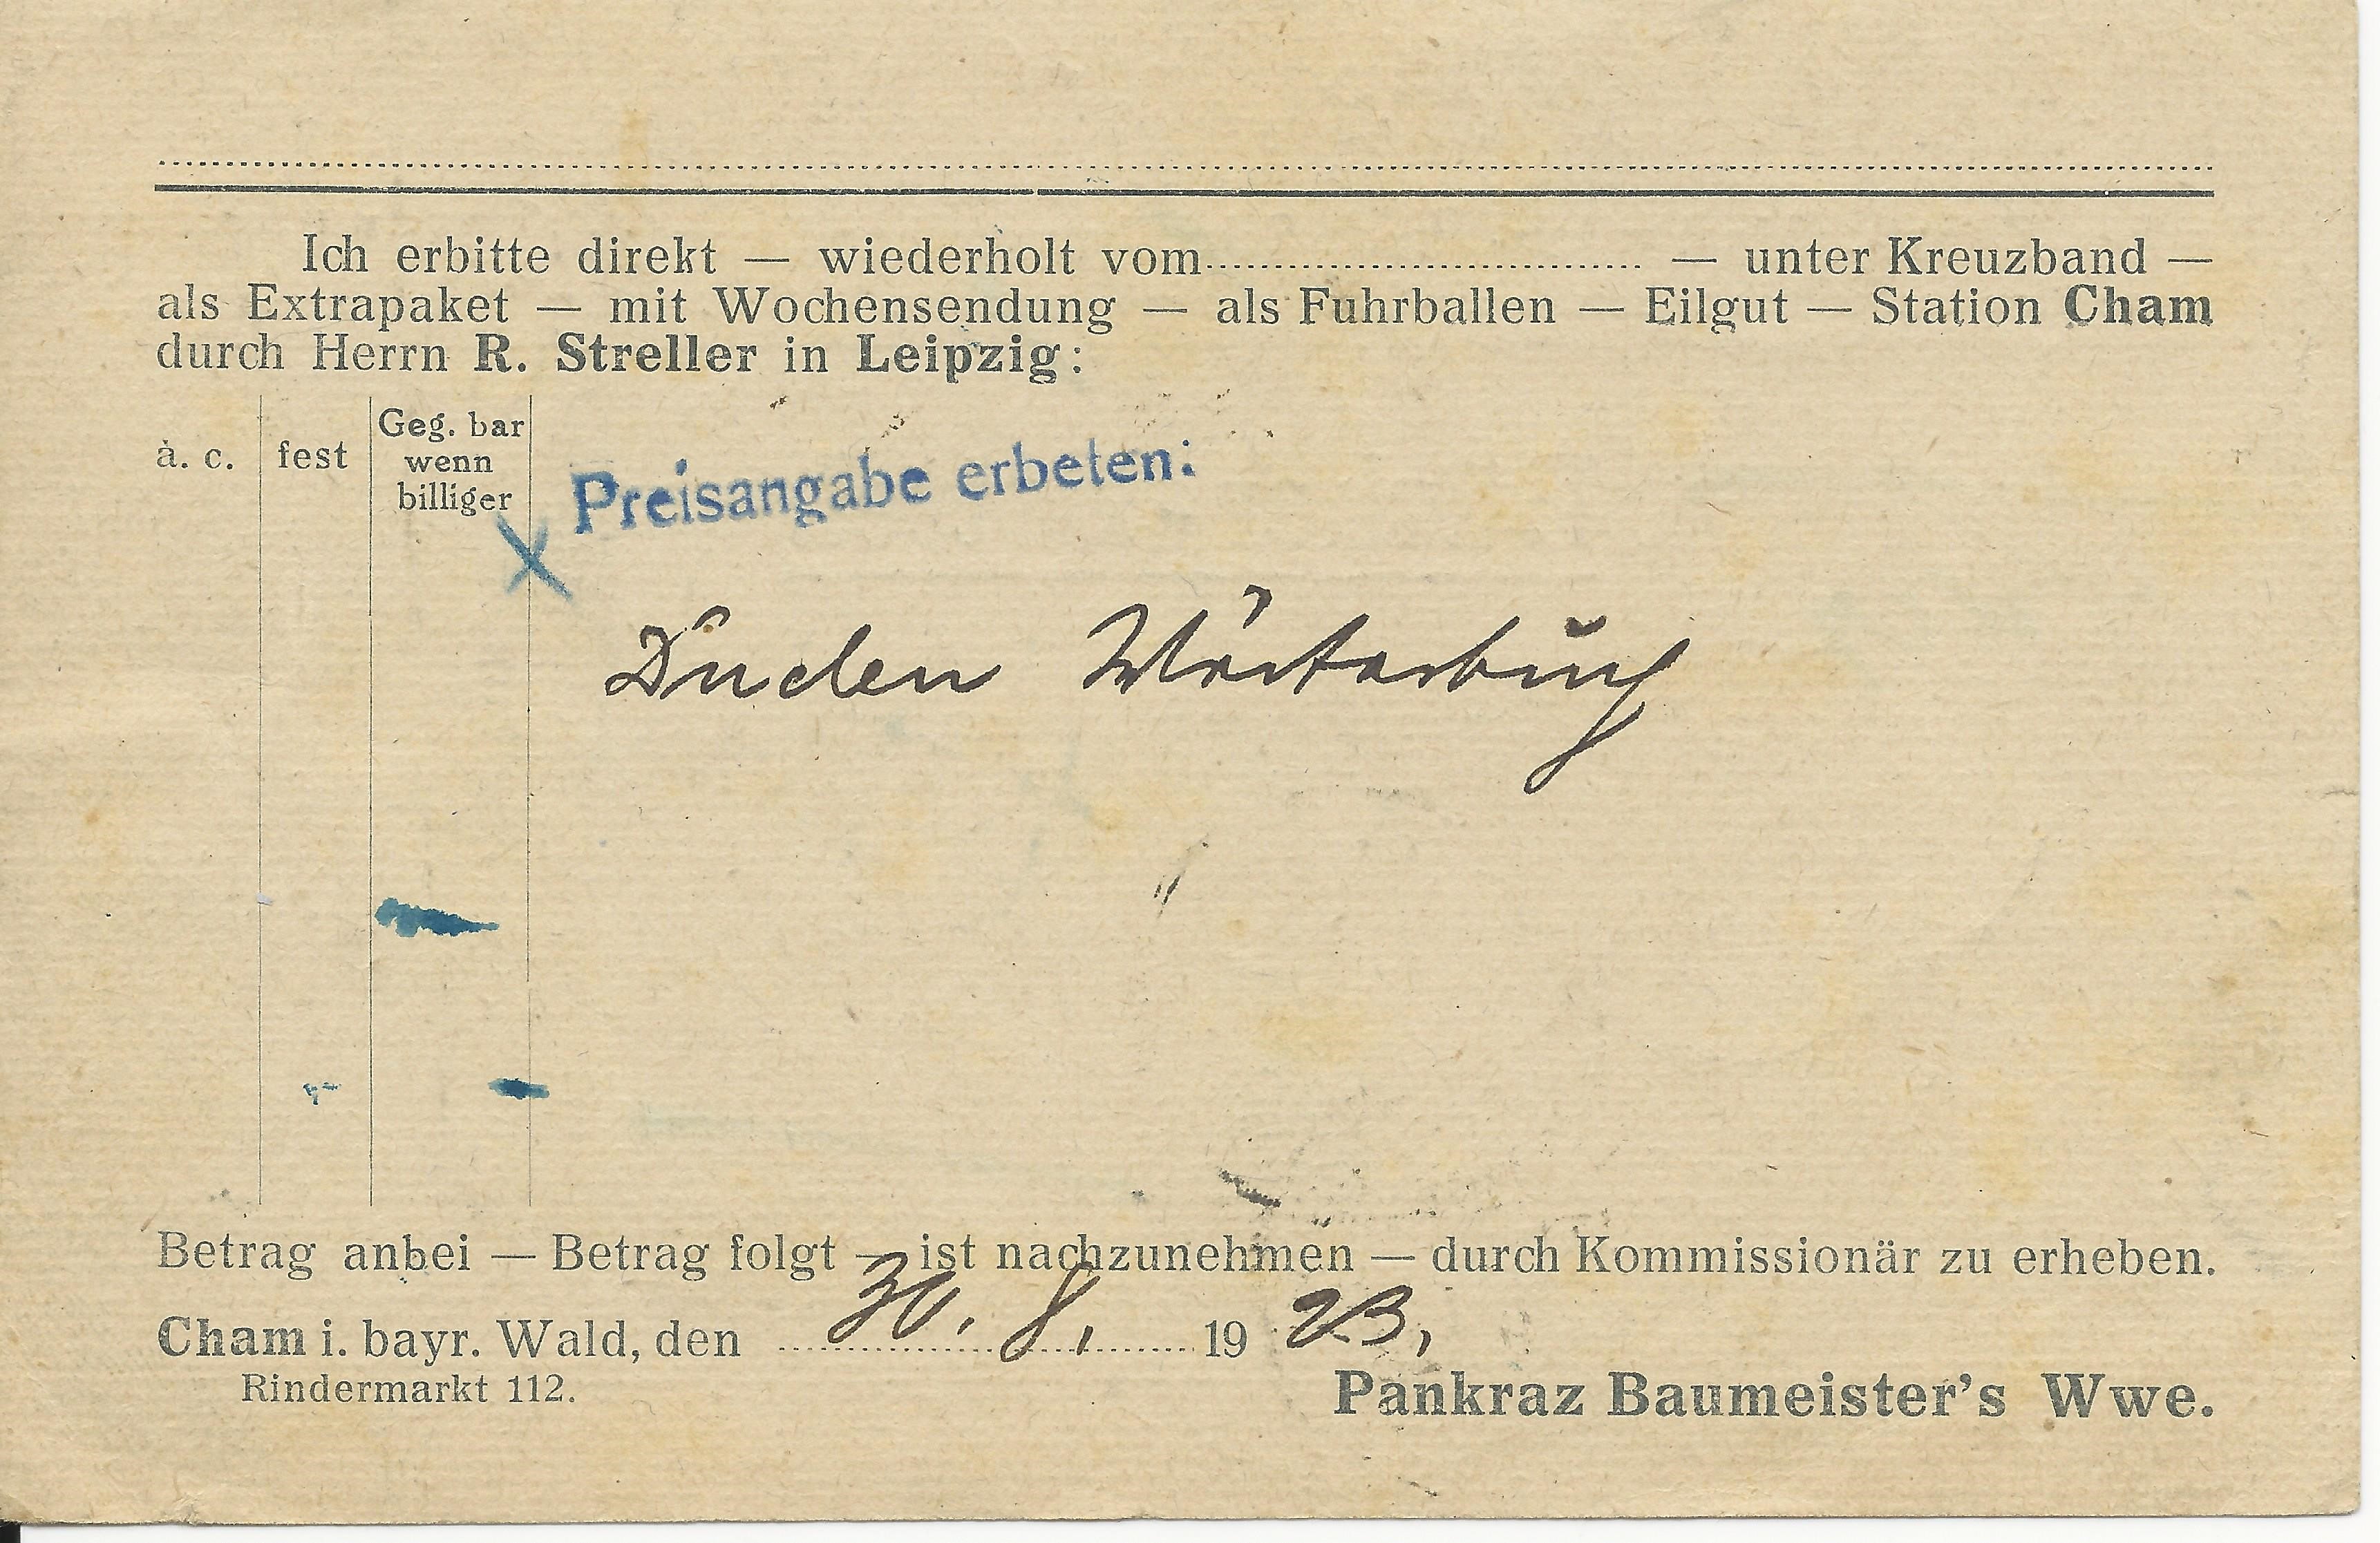 Ich erbitte direkt — wiederholt vom................................ — unter Kreuzband —
als Extrapaket — mit Wochensendung — als Fuhrballen — Eilgut — Station Cham
durch Herrn R. Streller in Leipzig:
à. c.
fest
Geg. bar
wenn
billiger
Preisangabe erbeten:
X
Duden Wörterbuch
Betrag anbei — Betrag folgt — ist nachzunehmen — durch Kommissionär zu erheben.
Cham i. bayr. Wald, den 30. 8. 19 23,
Rindermarkt 112.
Pankraz Baumeister's Wwe.